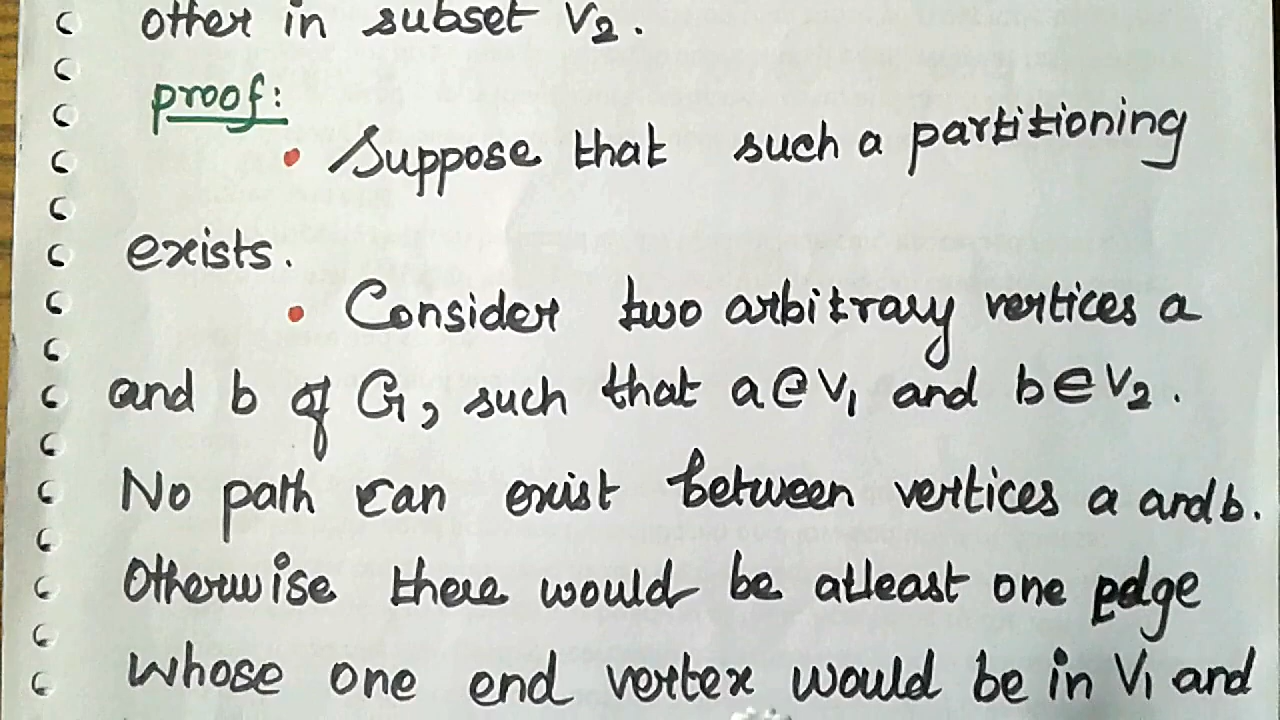 other in subset V2.
proof:
• Suppose that such a partitioning
exists.
• Consider two arbitrary vertices a
and b of G, such that a∈V1 and b∈V2.
No path can exist between vertices a and b.
Otherwise there would be atleast one edge
whose one end vertex would be in V1 and